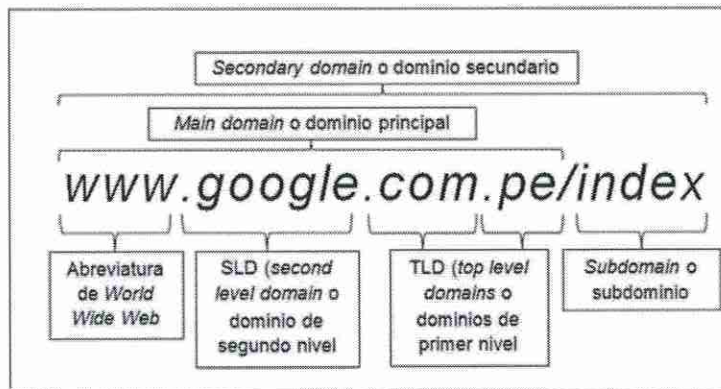 Secondary domain o dominio secundario
Main domain o dominio principal
www.google.com.pe/index
Abreviatura
de World
Wide Web
SLD (second
level domain o
dominio de
segundo nivel
TLD (top level
domains o
dominios de
primer nivel
Subdomain o
subdominio